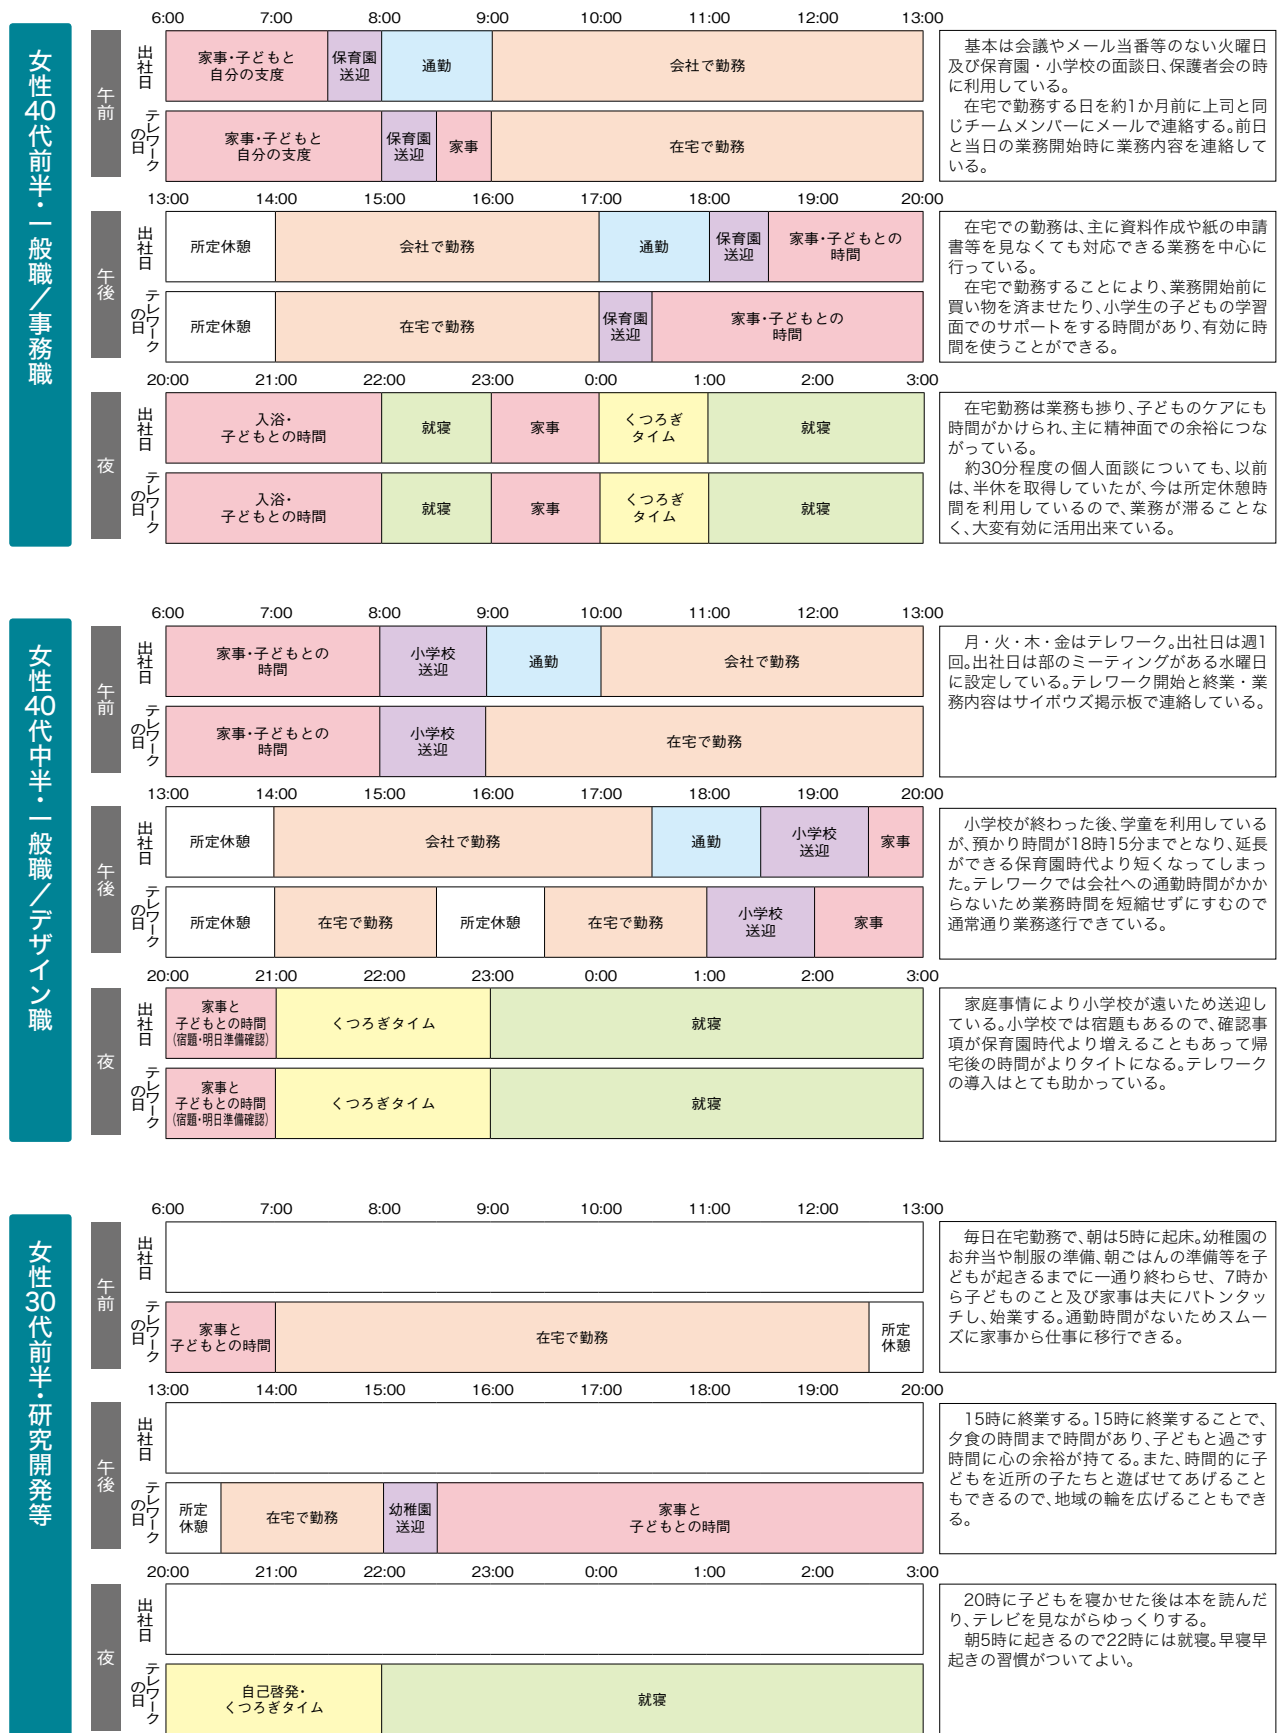 女性40代前半・一般職／事務職
午前
6:00 7:00 8:00 9:00 10:00 11:00 12:00 13:00
出社日
家事・子どもと
自分の支度
保育園
送迎
通勤
会社で勤務
テレワークの日
家事・子どもと
自分の支度
保育園
送迎
家事
在宅で勤務
基本は会議やメール当番等のない火曜日
及び保育園・小学校の面談日、保護者会の時
に利用している。
在宅で勤務する日を約1か月前に上司と同
じチームメンバーにメールで連絡する。前日
と当日の業務開始時に業務内容を連絡して
いる。
午後
13:00 14:00 15:00 16:00 17:00 18:00 19:00 20:00
出社日
所定休憩
会社で勤務
通勤
保育園
送迎
家事・子どもとの
時間
テレワークの日
所定休憩
在宅で勤務
保育園
送迎
家事・子どもとの
時間
在宅での勤務は、主に資料作成や紙の申請
書等を見なくても対応できる業務を中心に
行っている。
在宅で勤務することにより、業務開始前に
買い物を済ませたり、小学生の子どもの学習
面でのサポートをする時間があり、有効に時
間を使うことができる。
夜
20:00 21:00 22:00 23:00 0:00 1:00 2:00 3:00
出社日
入浴・
子どもとの時間
就寝
家事
くつろぎ
タイム
就寝
テレワークの日
入浴・
子どもとの時間
就寝
家事
くつろぎ
タイム
就寝
在宅勤務は業務も捗り、子どものケアにも
時間がかけられ、主に精神面での余裕につな
がっている。
約30分程度の個人面談についても、以前
は、半休を取得していたが、今は所定休憩時
間を利用しているので、業務が滞ることな
く、大変有効に活用出来ている。
女性40代中半・一般職／デザイン職
午前
6:00 7:00 8:00 9:00 10:00 11:00 12:00 13:00
出社日
家事・子どもとの
時間
小学校
送迎
通勤
会社で勤務
テレワークの日
家事・子どもとの
時間
小学校
送迎
在宅で勤務
月・火・木・金はテレワーク。出社日は週1
回。出社日は部のミーティングがある水曜日
に設定している。テレワーク開始と終業・業
務内容はサイボウズ掲示板で連絡している。
午後
13:00 14:00 15:00 16:00 17:00 18:00 19:00 20:00
出社日
所定休憩
会社で勤務
通勤
小学校
送迎
家事
テレワークの日
所定休憩
在宅で勤務
所定休憩
在宅で勤務
小学校
送迎
家事
小学校が終わった後、学童を利用している
が、預かり時間が18時15分までとなり、延長
ができる保育園時代より短くなってしまっ
た。テレワークでは会社への通勤時間がかか
らないため業務時間を短縮せずにすむので
通常通り業務遂行できている。
夜
20:00 21:00 22:00 23:00 0:00 1:00 2:00 3:00
出社日
家事と
子どもとの時間
(宿題・明日準備確認)
くつろぎタイム
就寝
テレワークの日
家事と
子どもとの時間
(宿題・明日準備確認)
くつろぎタイム
就寝
家庭事情により小学校が遠いため送迎し
ている。小学校では宿題もあるので、確認事
項が保育園時代より増えることもあって帰
宅後の時間がよりタイトになる。テレワーク
の導入はとても助かっている。
女性30代前半・研究開発等
午前
6:00 7:00 8:00 9:00 10:00 11:00 12:00 13:00
出社日
テレワークの日
家事と
子どもとの時間
在宅で勤務
所定
休憩
毎日在宅勤務で、朝は5時に起床。幼稚園の
お弁当や制服の準備、朝ごはんの準備等を子
どもが起きるまでに一通り終わらせ、7時か
ら子どものこと及び家事は夫にバトンタッ
チし、始業する。通勤時間がないためスムー
ズに家事から仕事に移行できる。
午後
13:00 14:00 15:00 16:00 17:00 18:00 19:00 20:00
出社日
テレワークの日
所定
休憩
在宅で勤務
幼稚園
送迎
家事と
子どもとの時間
15時に終業する。15時に終業することで、
夕食の時間まで時間があり、子どもと過ごす
時間に心の余裕が持てる。また、時間的に子
どもを近所の子たちと遊ばせてあげること
もできるので、地域の輪を広げることもでき
る。
夜
20:00 21:00 22:00 23:00 0:00 1:00 2:00 3:00
出社日
テレワークの日
自己啓発・
くつろぎタイム
就寝
20時に子どもを寝かせた後は本を読んだ
り、テレビを見ながらゆっくりする。
朝5時に起きるので22時には就寝。早寝早
起きの習慣がついてよい。